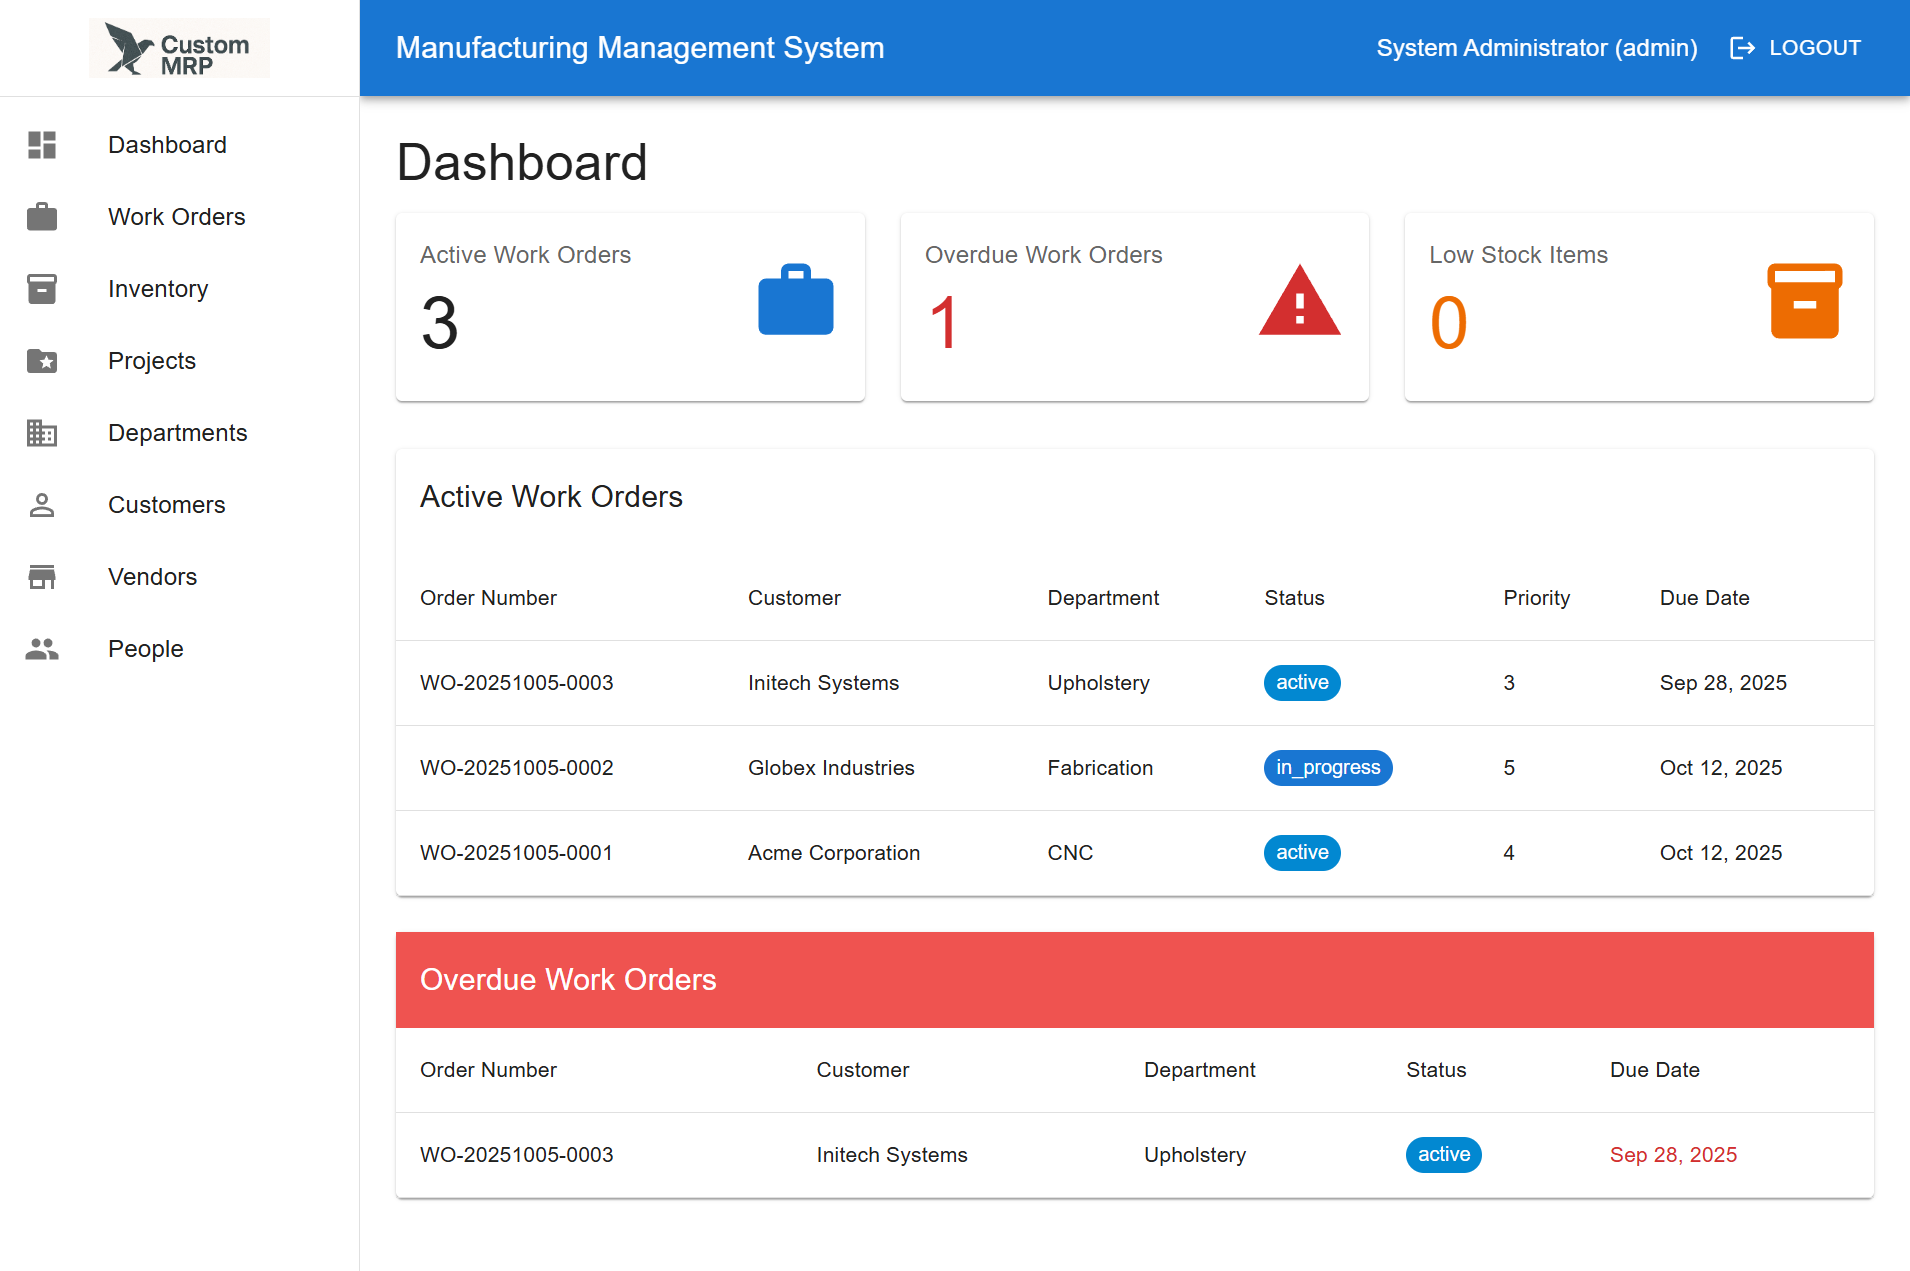 Custom
MRP
Manufacturing Management System
System Administrator (admin)
LOGOUT
Dashboard
Work Orders
Inventory
Projects
Departments
Customers
Vendors
People
Dashboard
Active Work Orders
3
Overdue Work Orders
1
Low Stock Items
0
Active Work Orders
Order Number Customer Department Status Priority Due Date
WO-20251005-0003 Initech Systems Upholstery active 3 Sep 28, 2025
WO-20251005-0002 Globex Industries Fabrication in_progress 5 Oct 12, 2025
WO-20251005-0001 Acme Corporation CNC active 4 Oct 12, 2025
Overdue Work Orders
Order Number Customer Department Status Due Date
WO-20251005-0003 Initech Systems Upholstery active Sep 28, 2025